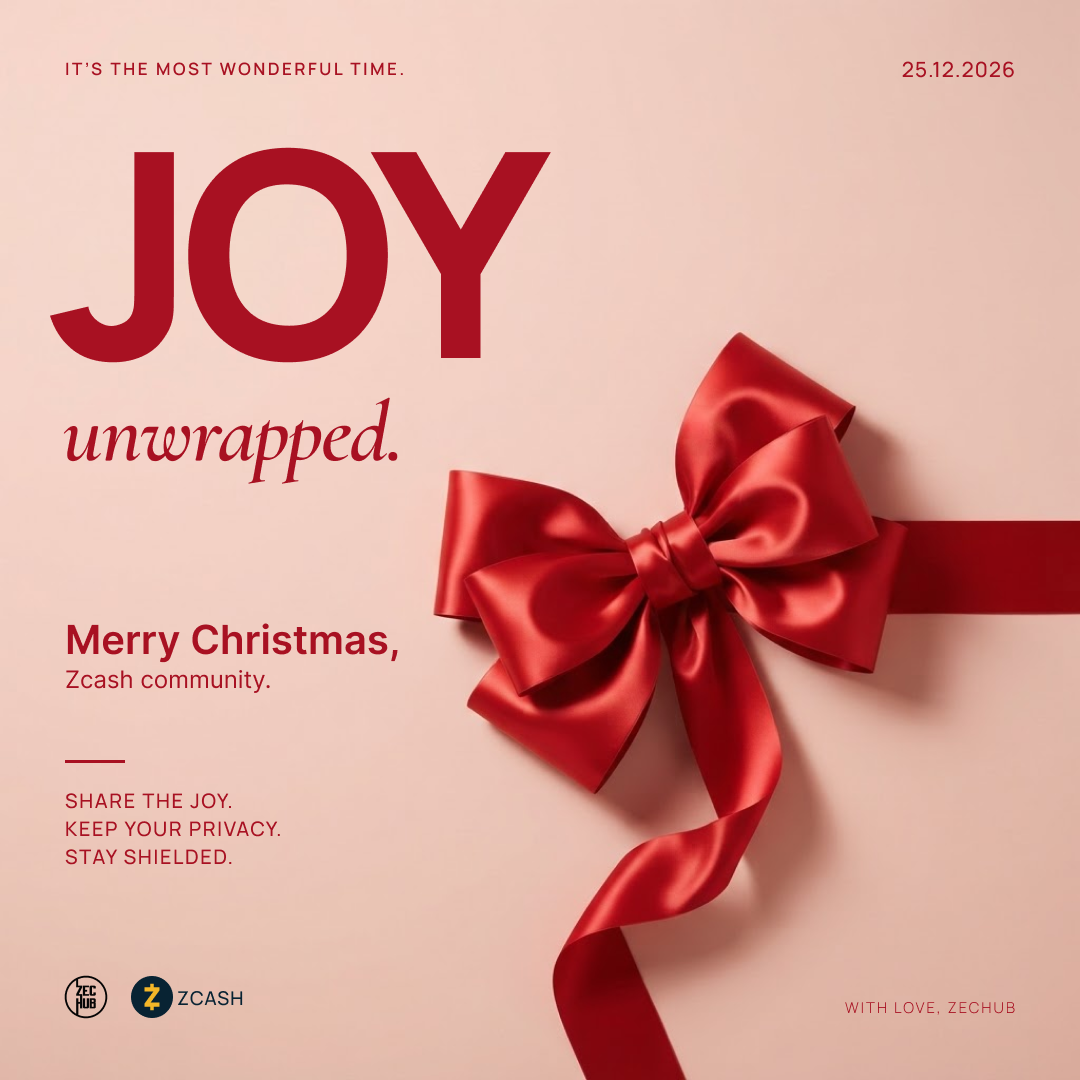 IT'S THE MOST WONDERFUL TIME.
25.12.2026
JOY
unwrapped.
Merry Christmas,
Zcash community.
SHARE THE JOY.
KEEP YOUR PRIVACY.
STAY SHIELDED.
ZEC
HUB
ZCASH
WITH LOVE, ZECHUB